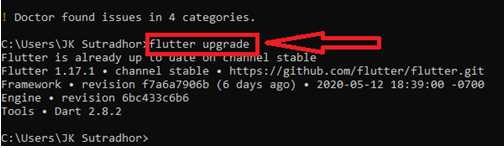 ! Doctor found issues in 4 categories.
C:\Users\JK Sutradhor>flutter upgrade
Flutter is already up to date on channel stable
Flutter 1.17.1 • channel stable • https://github.com/flutter/flutter.git
Framework • revision f7a6a7906b (6 days ago) • 2020-05-12 18:39:00 -0700
Engine • revision 6bc433c6b6
Tools • Dart 2.8.2
C:\Users\JK Sutradhor>